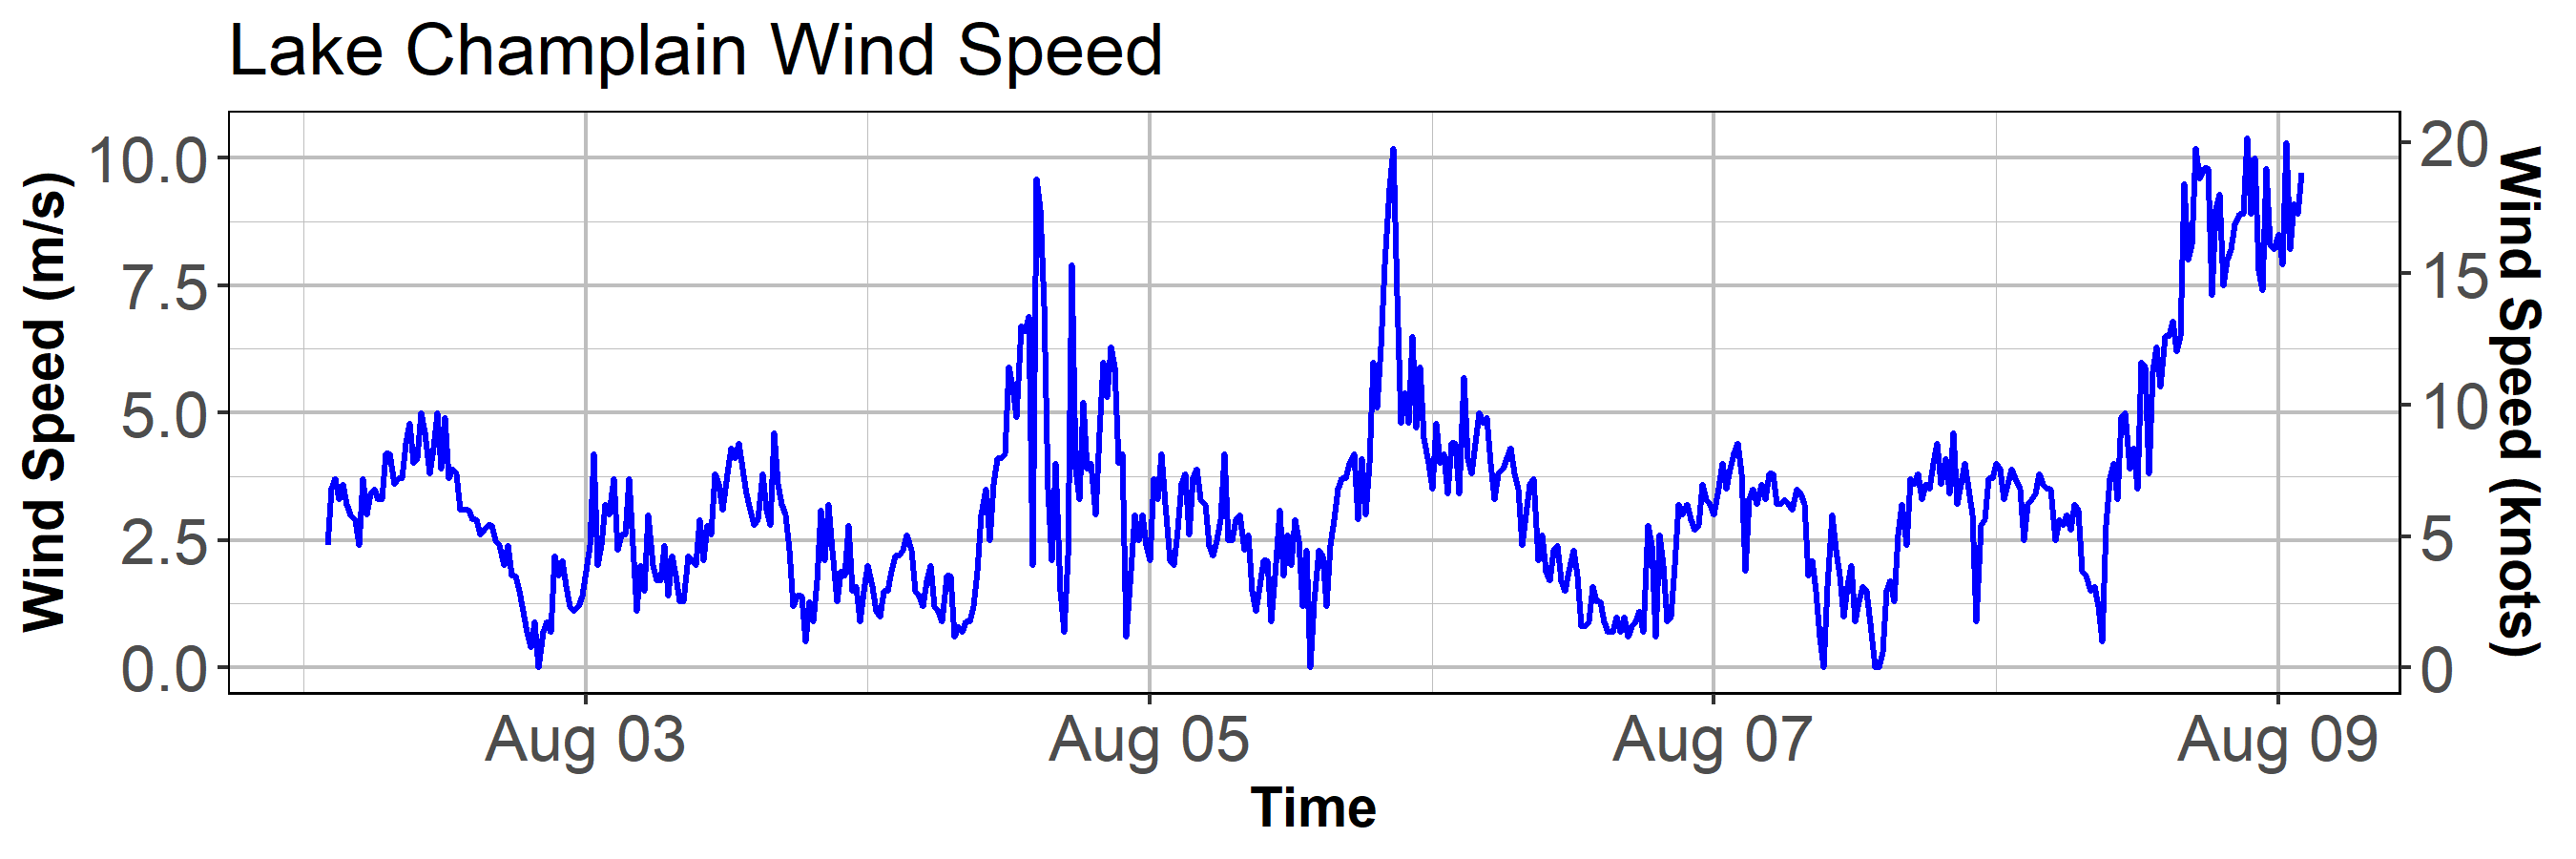 Lake Champlain Wind Speed
Wind Speed (m/s)
10.0
7.5
5.0
2.5
0.0
20
15
10
5
0
Wind Speed (knots)
Aug 03
Aug 05
Aug 07
Aug 09
Time